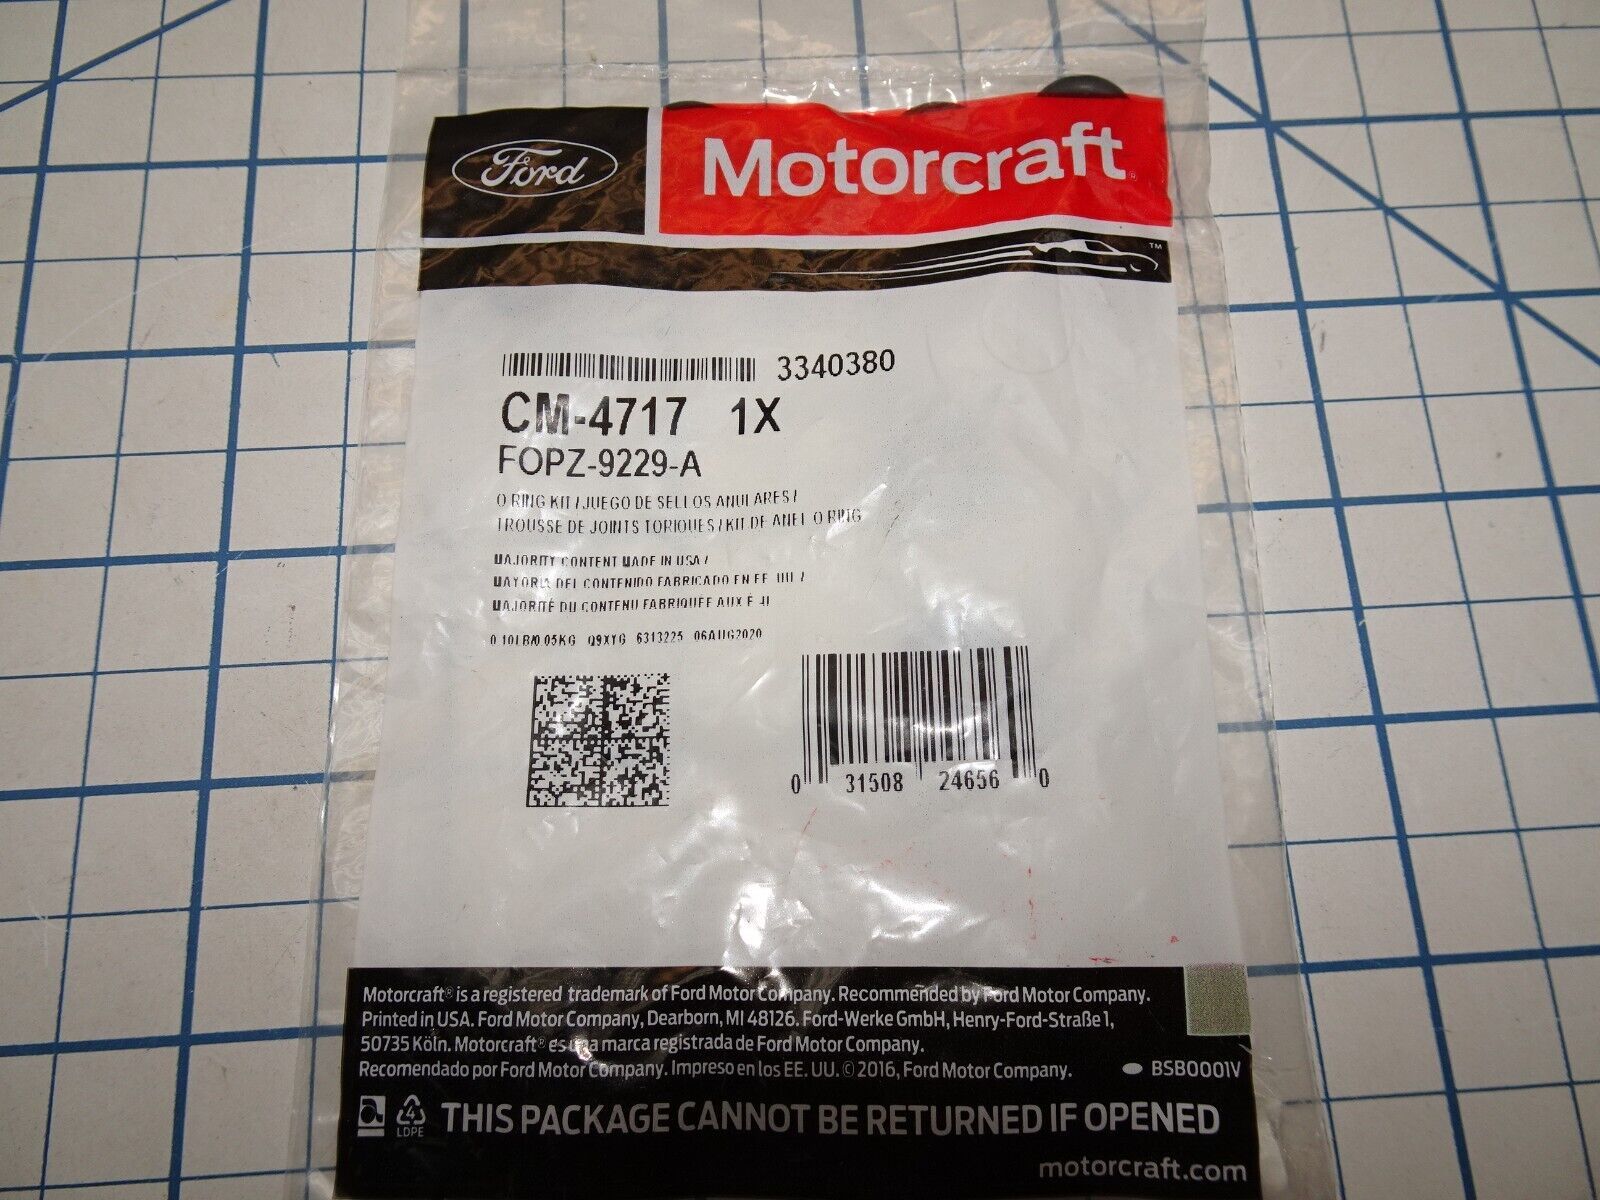 Ford Motorcraft®
™
3340380
CM-4717 1X
FOPZ-9229-A
O RING KIT / JUEGO DE SELLOS ANULARES /
TROUSSE DE JOINTS TORIQUES / KIT DE ANEL O RING
MAJORITY CONTENT MADE IN USA /
MAYORIA DEL CONTENIDO FABRICADO EN EE. UU. /
MAJORITÉ DU CONTENU FABRIQUÉE AUX É.-U.
0.10LB/0.05KG Q9XYG 6313225 06AUG2020
0 31508 24656 0
Motorcraft® is a registered trademark of Ford Motor Company. Recommended by Ford Motor Company.
Printed in USA. Ford Motor Company, Dearborn, MI 48126. Ford-Werke GmbH, Henry-Ford-Straße 1,
50735 Köln. Motorcraft® es una marca registrada de Ford Motor Company.
Recomendado por Ford Motor Company. Impreso en los EE. UU. © 2016, Ford Motor Company. BSB0001V
4
LDPE
THIS PACKAGE CANNOT BE RETURNED IF OPENED
motorcraft.com